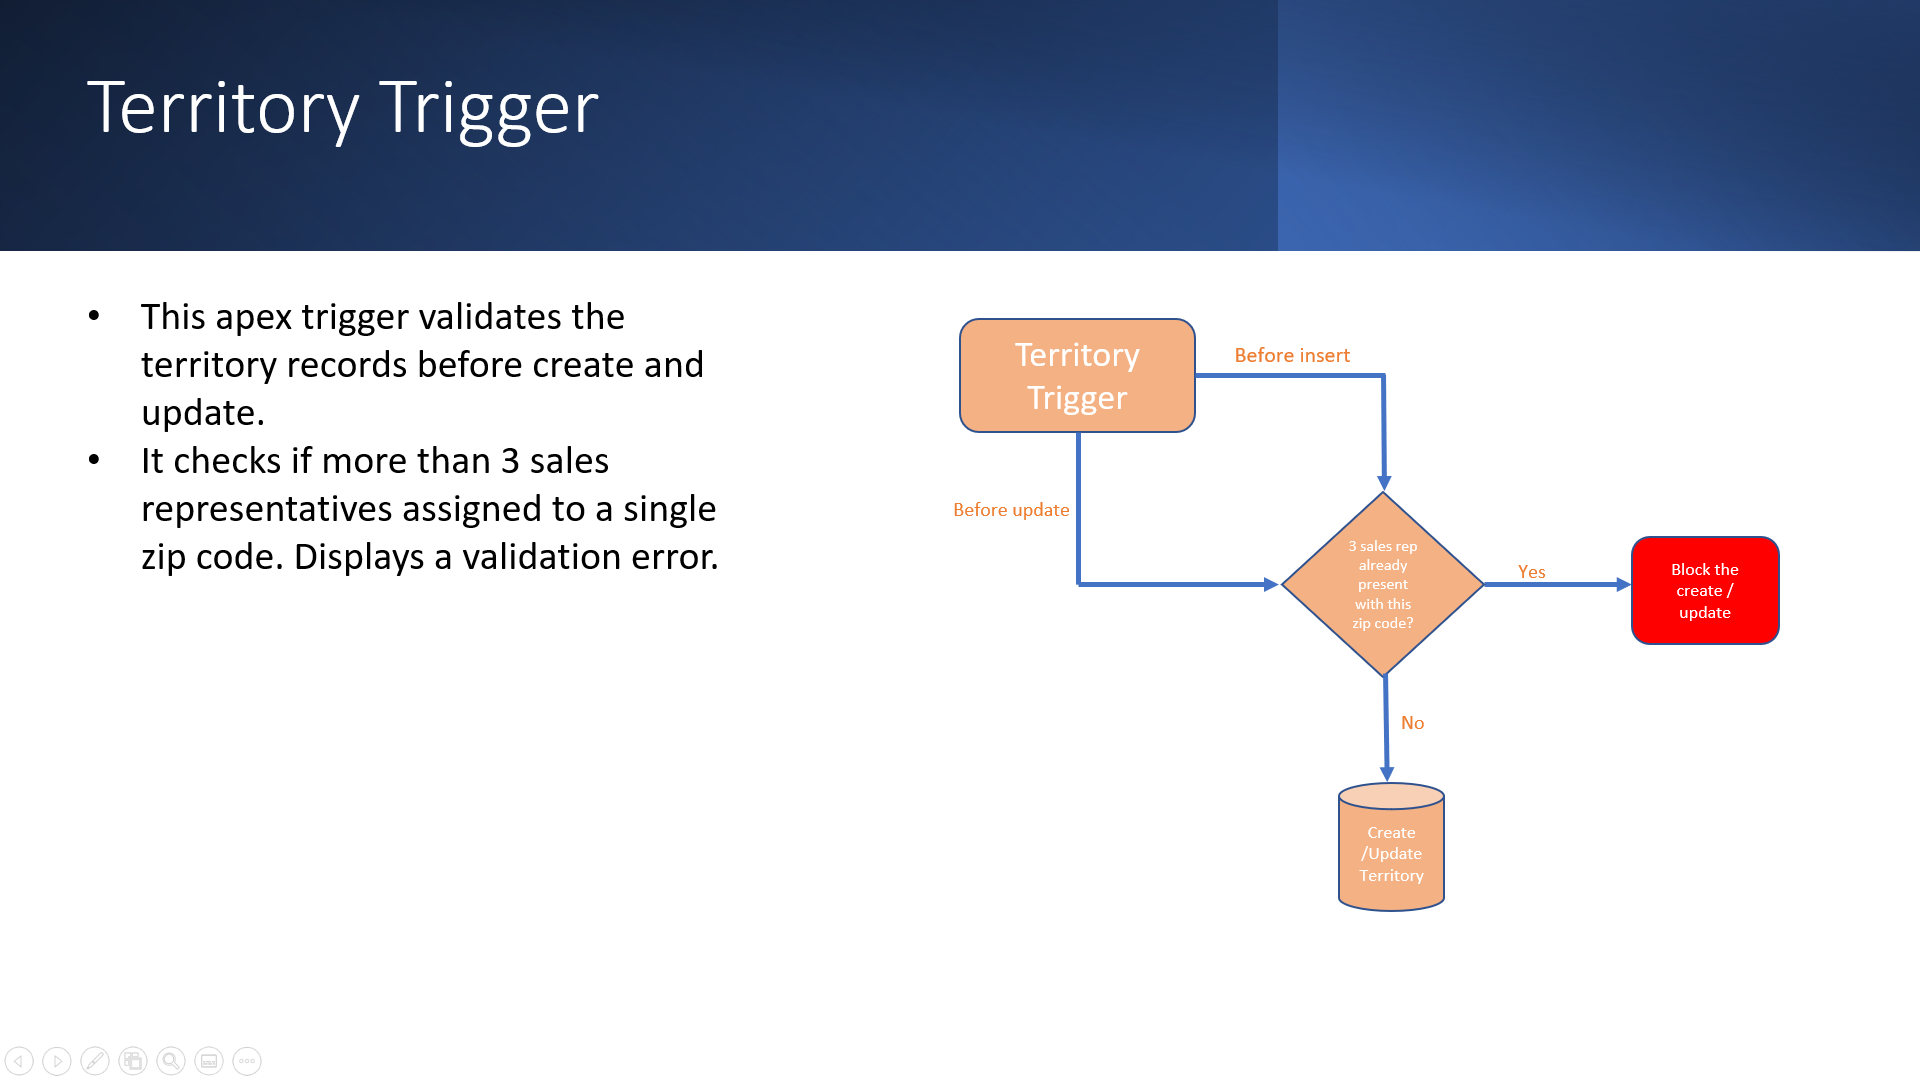 Territory Trigger
• This apex trigger validates the
territory records before create and
update.
• It checks if more than 3 sales
representatives assigned to a single
zip code. Displays a validation error.
Territory
Trigger
Before insert
Before update
3 sales rep
already
present
with this
zip code?
Yes
Block the
create /
update
No
Create
/Update
Territory